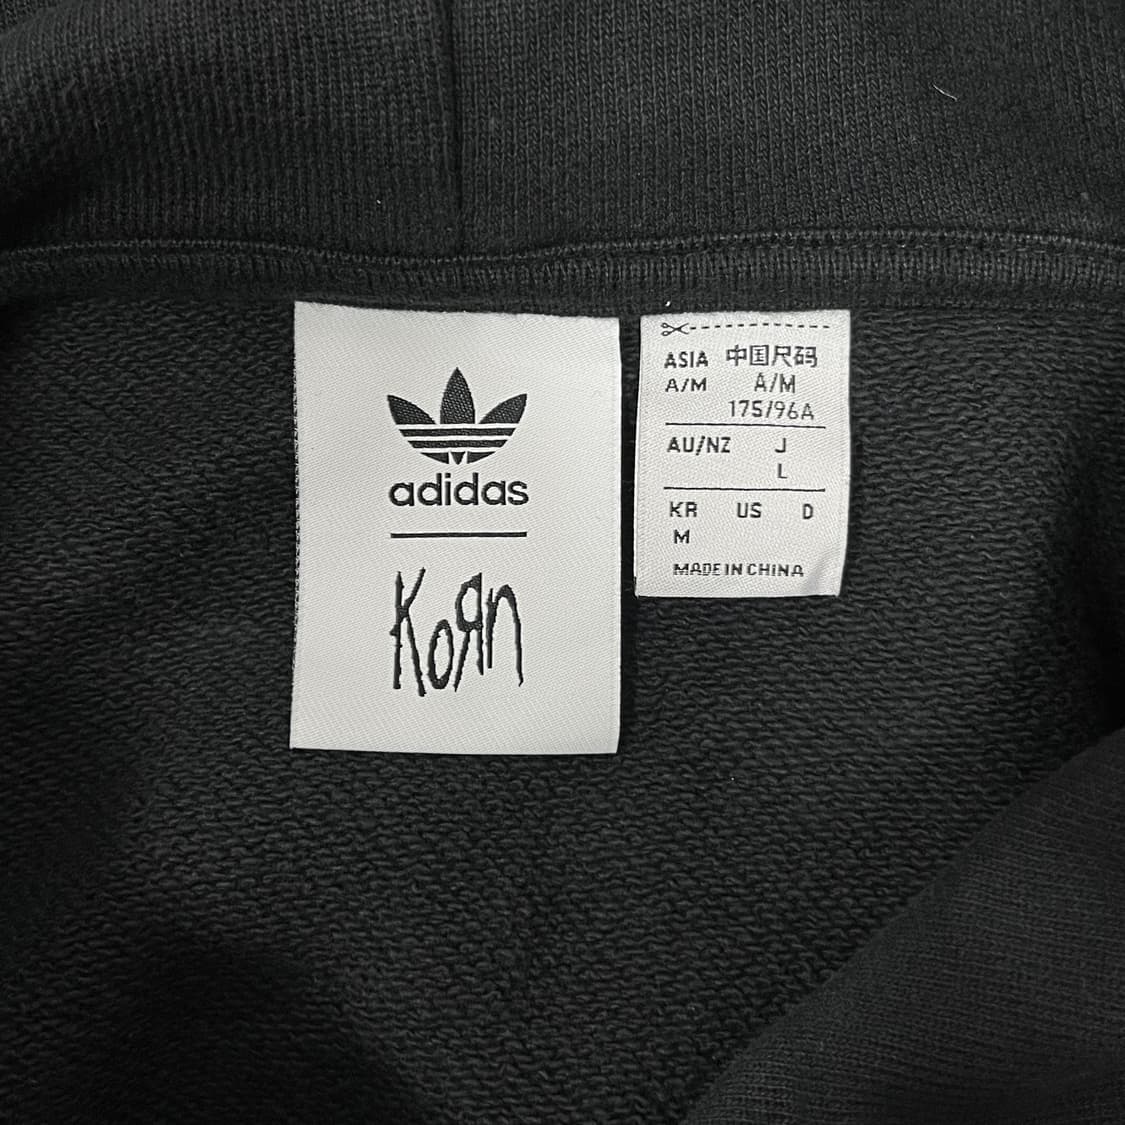 adidas
KoЯn
ASIA 中国尺码
A/M A/M
175/96A
AU/NZ J
L
KR US D
M
MADE IN CHINA